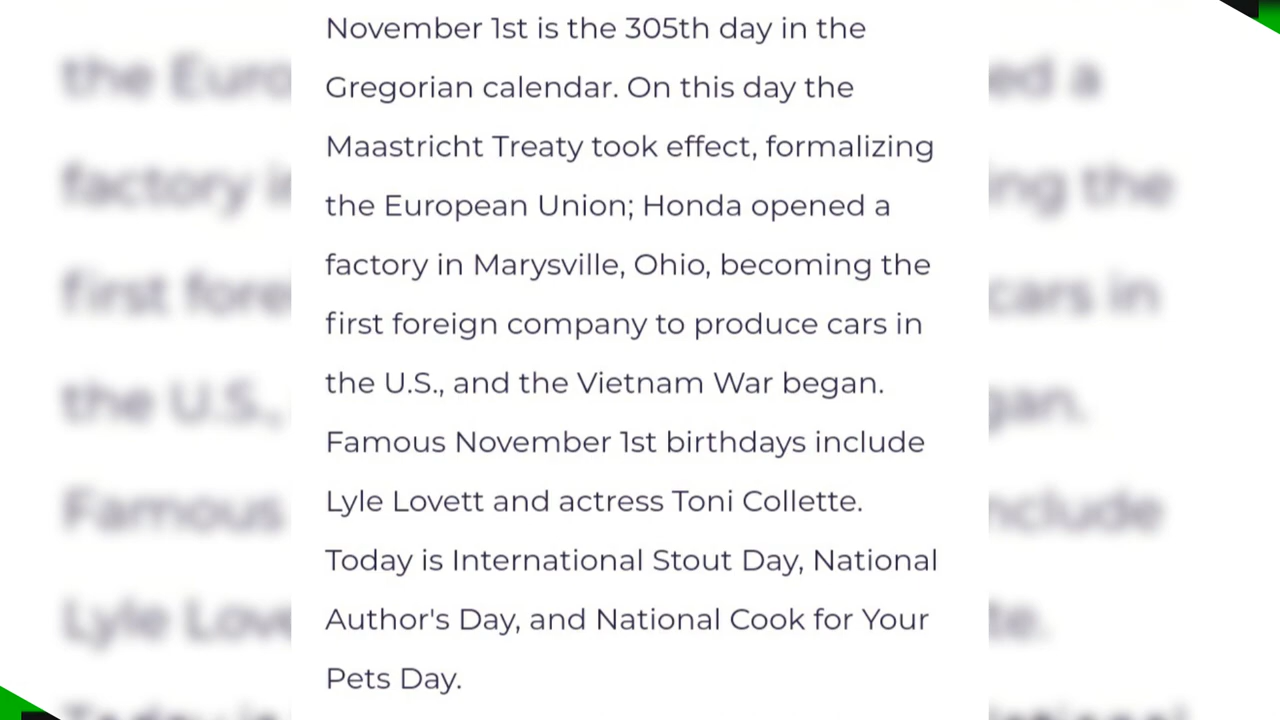 November 1st is the 305th day in the
Gregorian calendar. On this day the
Maastricht Treaty took effect, formalizing
the European Union; Honda opened a
factory in Marysville, Ohio, becoming the
first foreign company to produce cars in
the U.S., and the Vietnam War began.
Famous November 1st birthdays include
Lyle Lovett and actress Toni Collette.
Today is International Stout Day, National
Author's Day, and National Cook for Your
Pets Day.